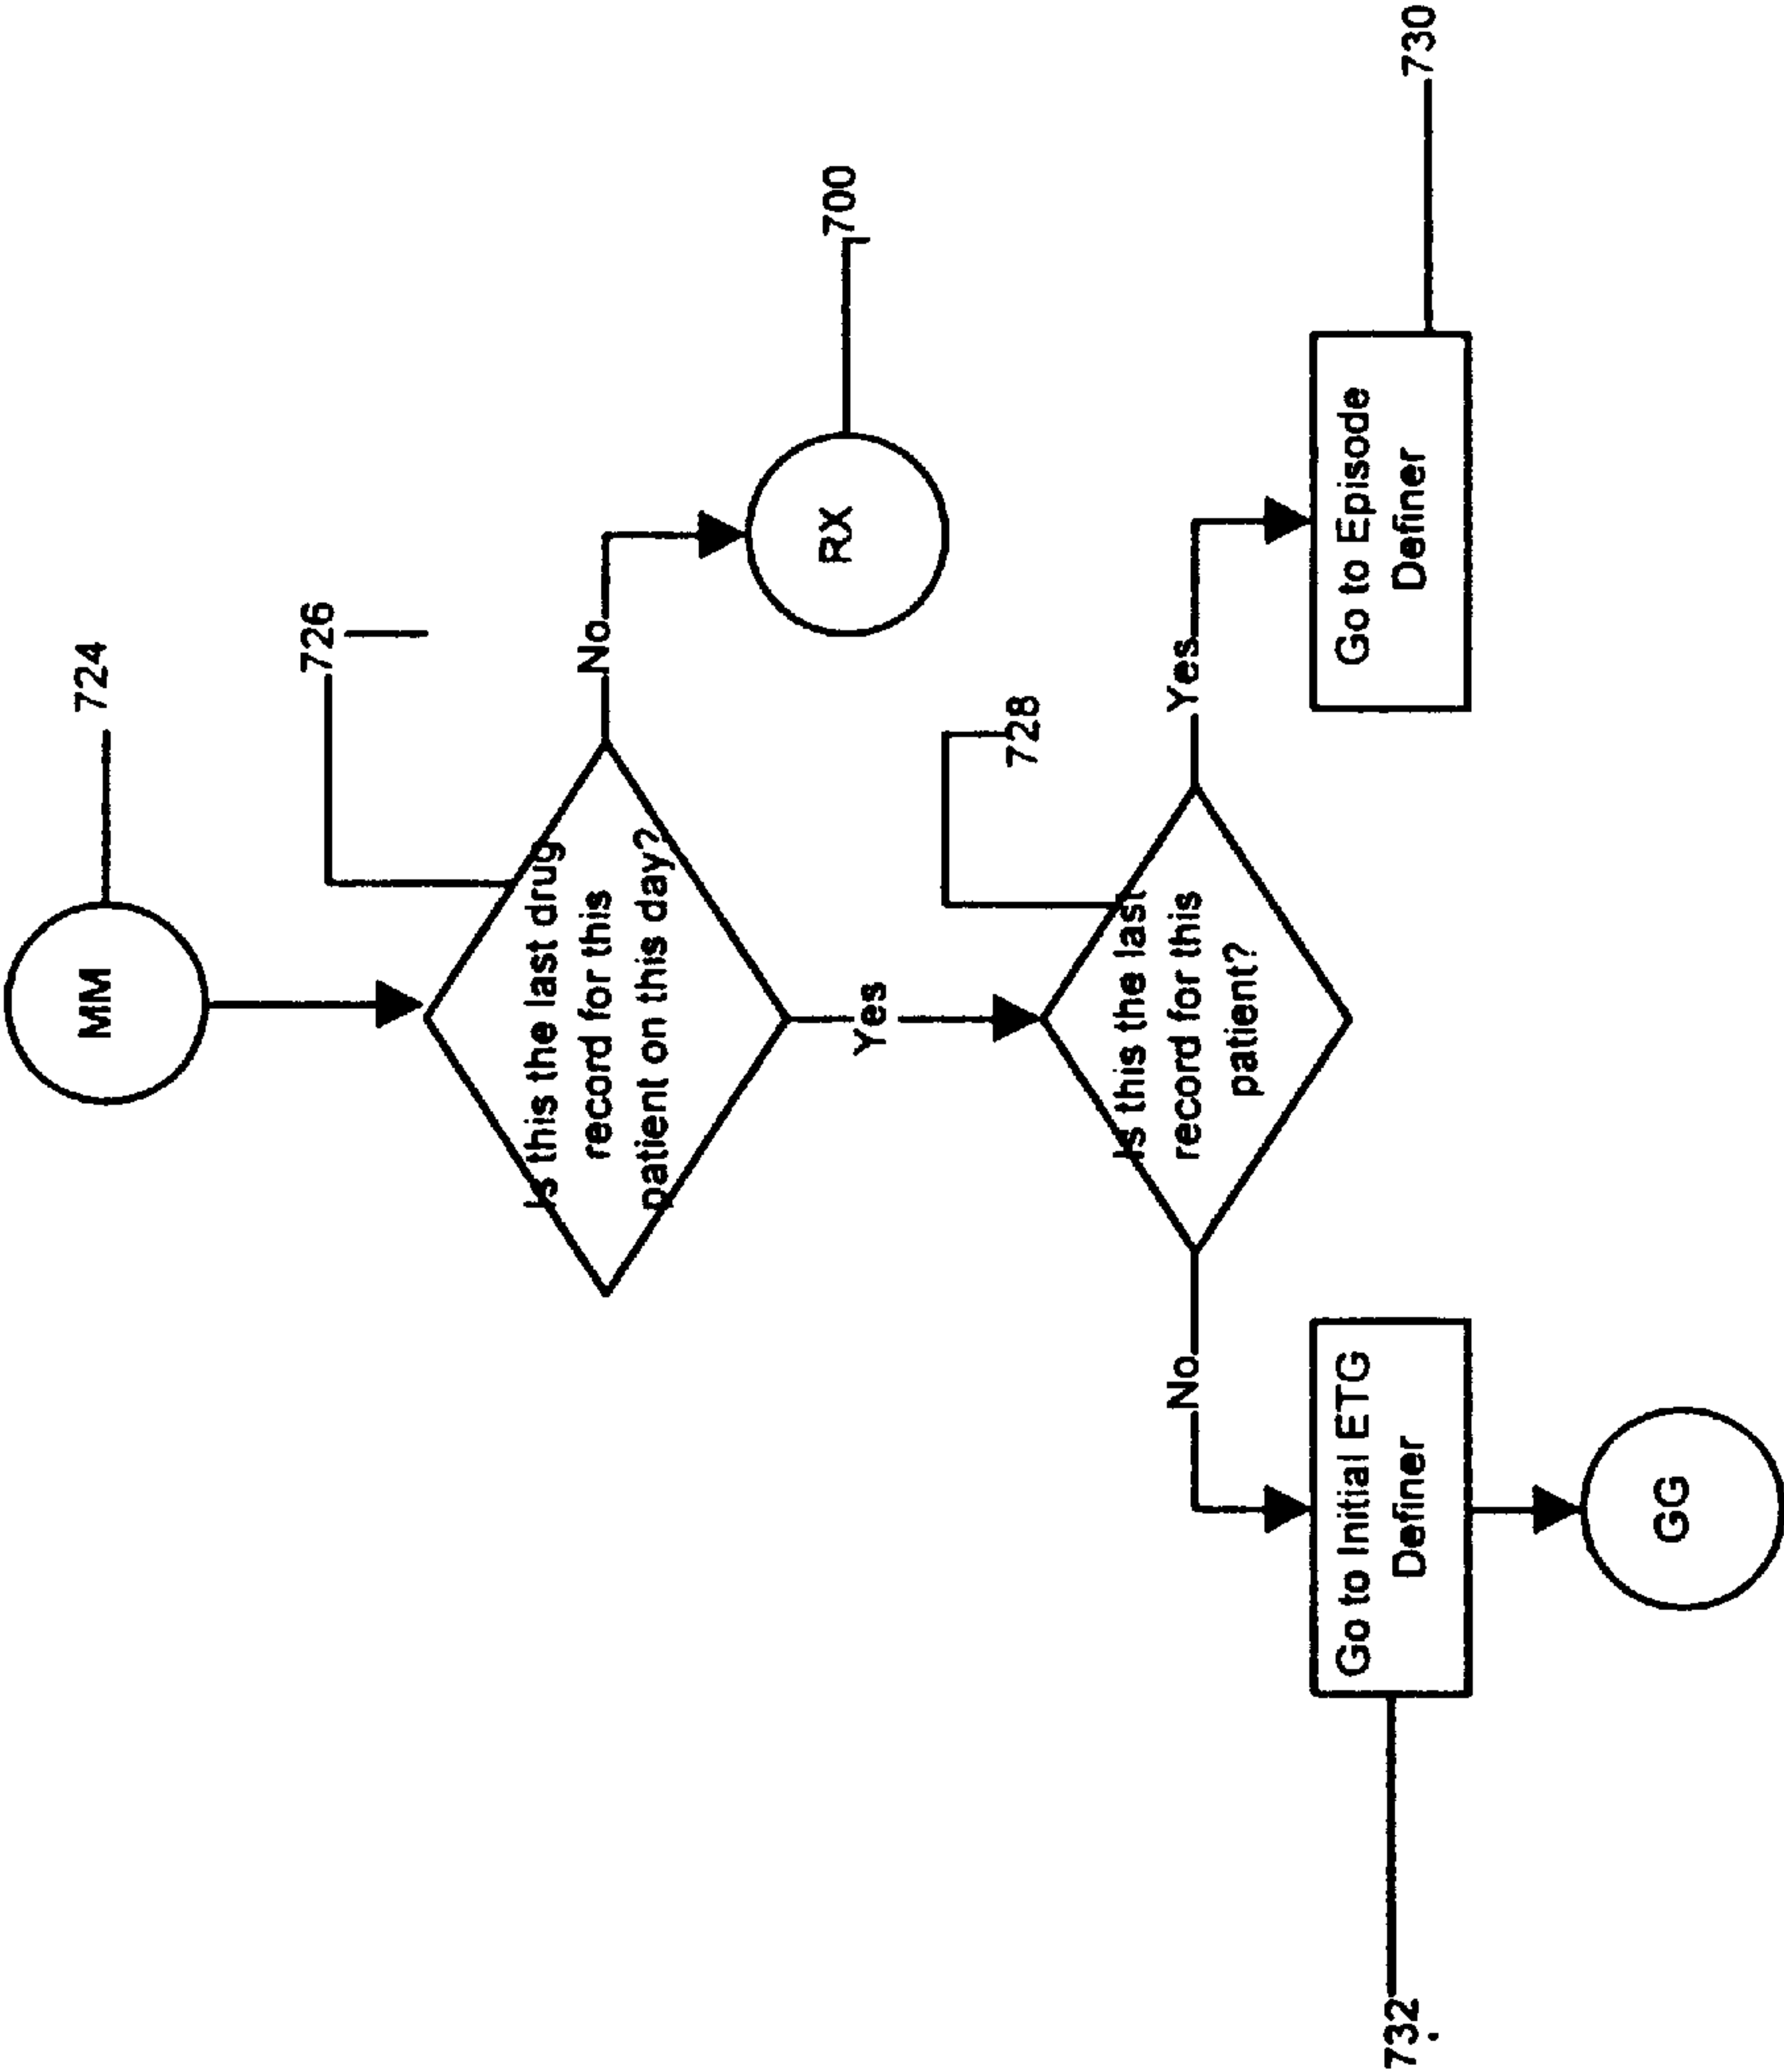 MM
724
726
Is this the last drug
record for this
patient on this day?
No
RX
700
Yes
728
Is this the last
record for this
patient?
No
Yes
Go to Initial ETG
Definer
Go to Episode
Definer
732
730
GG